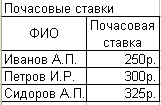 Почасовые ставки
ФИО Почасовая ставка
Иванов А.П. 250р.
Петров И.Р. 300р.
Сидоров А.П. 325р.